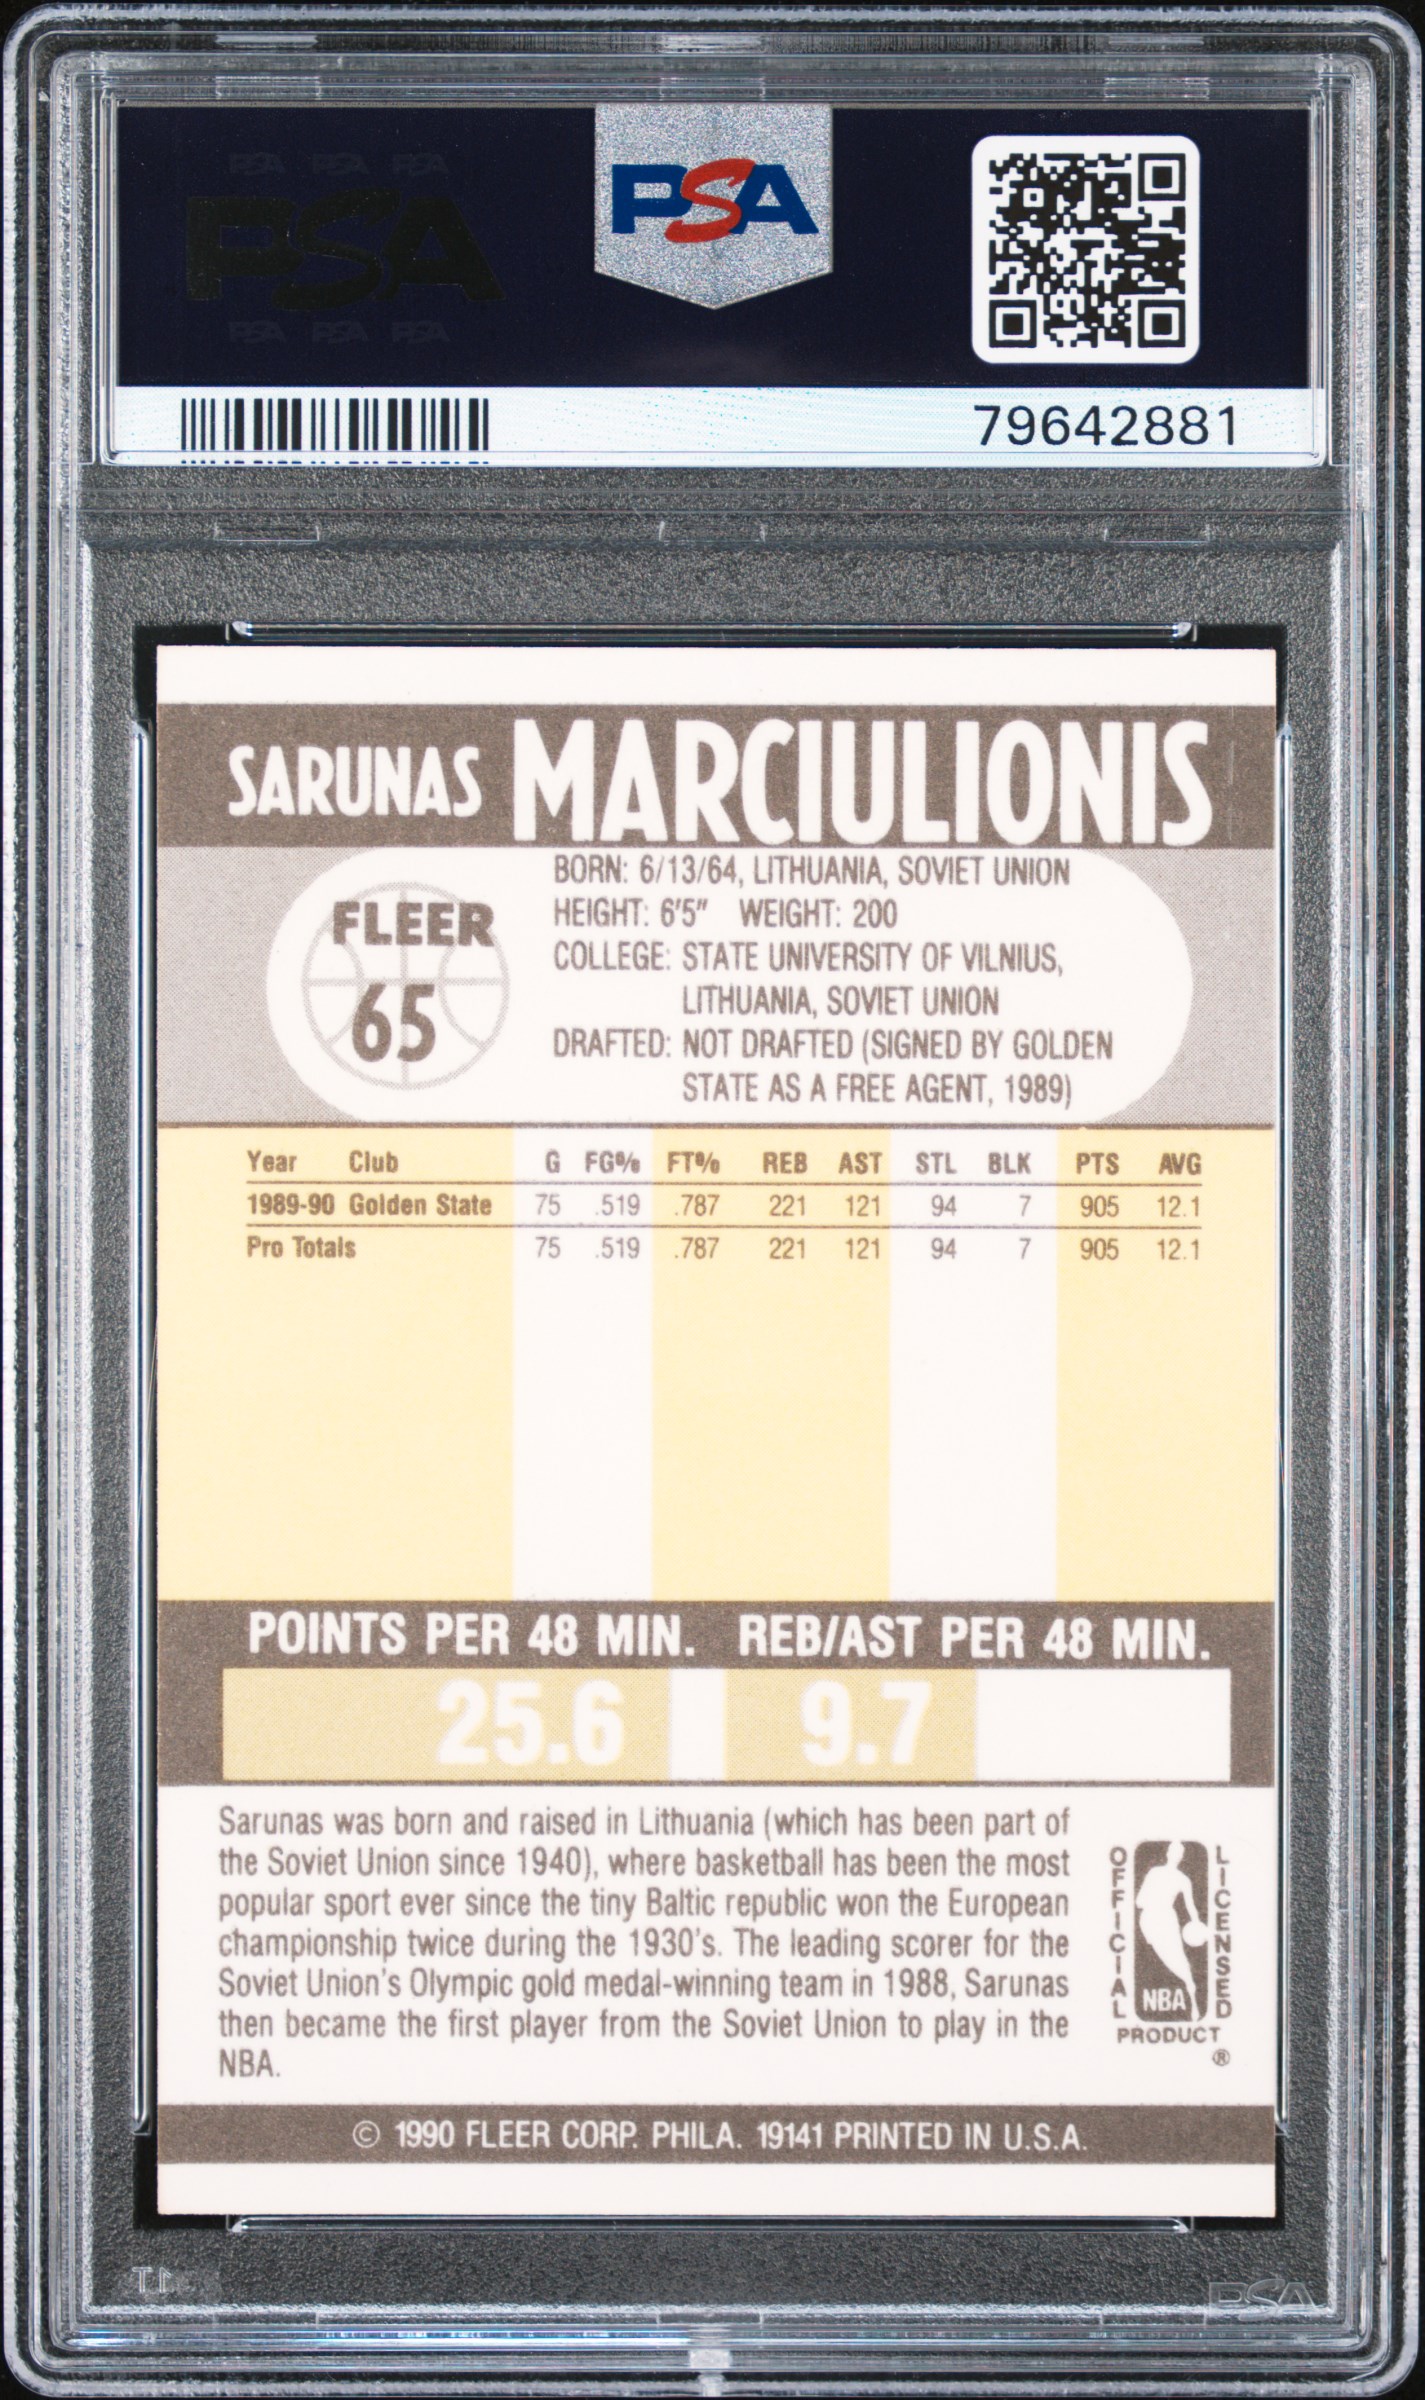 PSA PSA PSA
PSA
PSA PSA PSA
PSA
79642881
SARUNAS MARCIULIONIS
FLEER
65
BORN: 6/13/64, LITHUANIA, SOVIET UNION
HEIGHT: 6'5" WEIGHT: 200
COLLEGE: STATE UNIVERSITY OF VILNIUS,
LITHUANIA, SOVIET UNION
DRAFTED: NOT DRAFTED (SIGNED BY GOLDEN
STATE AS A FREE AGENT, 1989)
Year Club G FG% FT% REB AST STL BLK PTS AVG
1989-90 Golden State 75 .519 .787 221 121 94 7 905 12.1
Pro Totals 75 .519 .787 221 121 94 7 905 12.1
POINTS PER 48 MIN. REB/AST PER 48 MIN.
25.6 9.7
Sarunas was born and raised in Lithuania (which has been part of
the Soviet Union since 1940), where basketball has been the most
popular sport ever since the tiny Baltic republic won the European
championship twice during the 1930's. The leading scorer for the
Soviet Union's Olympic gold medal-winning team in 1988, Sarunas
then became the first player from the Soviet Union to play in the
NBA.
OFFICIAL
NBA
LICENSED
PRODUCT
®
© 1990 FLEER CORP. PHILA. 19141 PRINTED IN U.S.A.
PSA